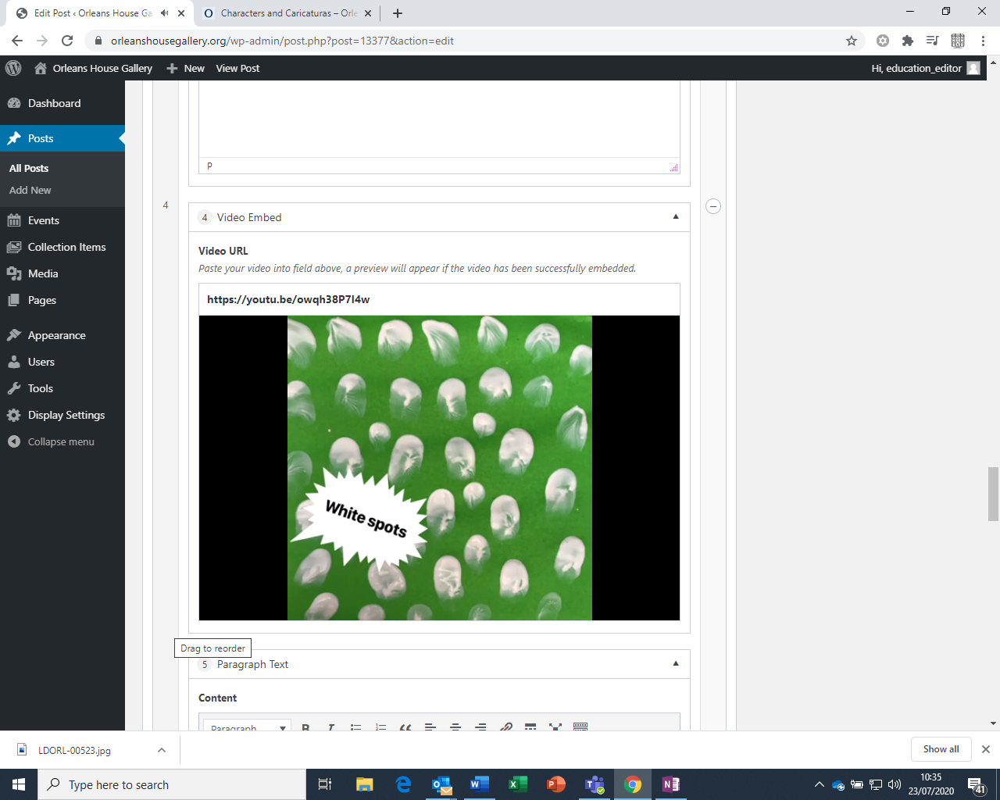 Edit Post ‹ Orleans House Ga
Characters and Caricaturas – Orle
orleanshousegallery.org/wp-admin/post.php?post=13377&action=edit
Orleans House Gallery
New
View Post
Hi, education_editor
Dashboard
Posts
All Posts
Add New
Events
Collection Items
Media
Pages
Appearance
Users
Tools
Display Settings
Collapse menu
P
4
4 Video Embed
Video URL
Paste your video into field above, a preview will appear if the video has been successfully embedded.
https://youtu.be/owqh38P7I4w
White spots
Drag to reorder
5 Paragraph Text
Content
Paragraph
LDORL-00523.jpg
Show all
Type here to search
10:35
23/07/2020
41